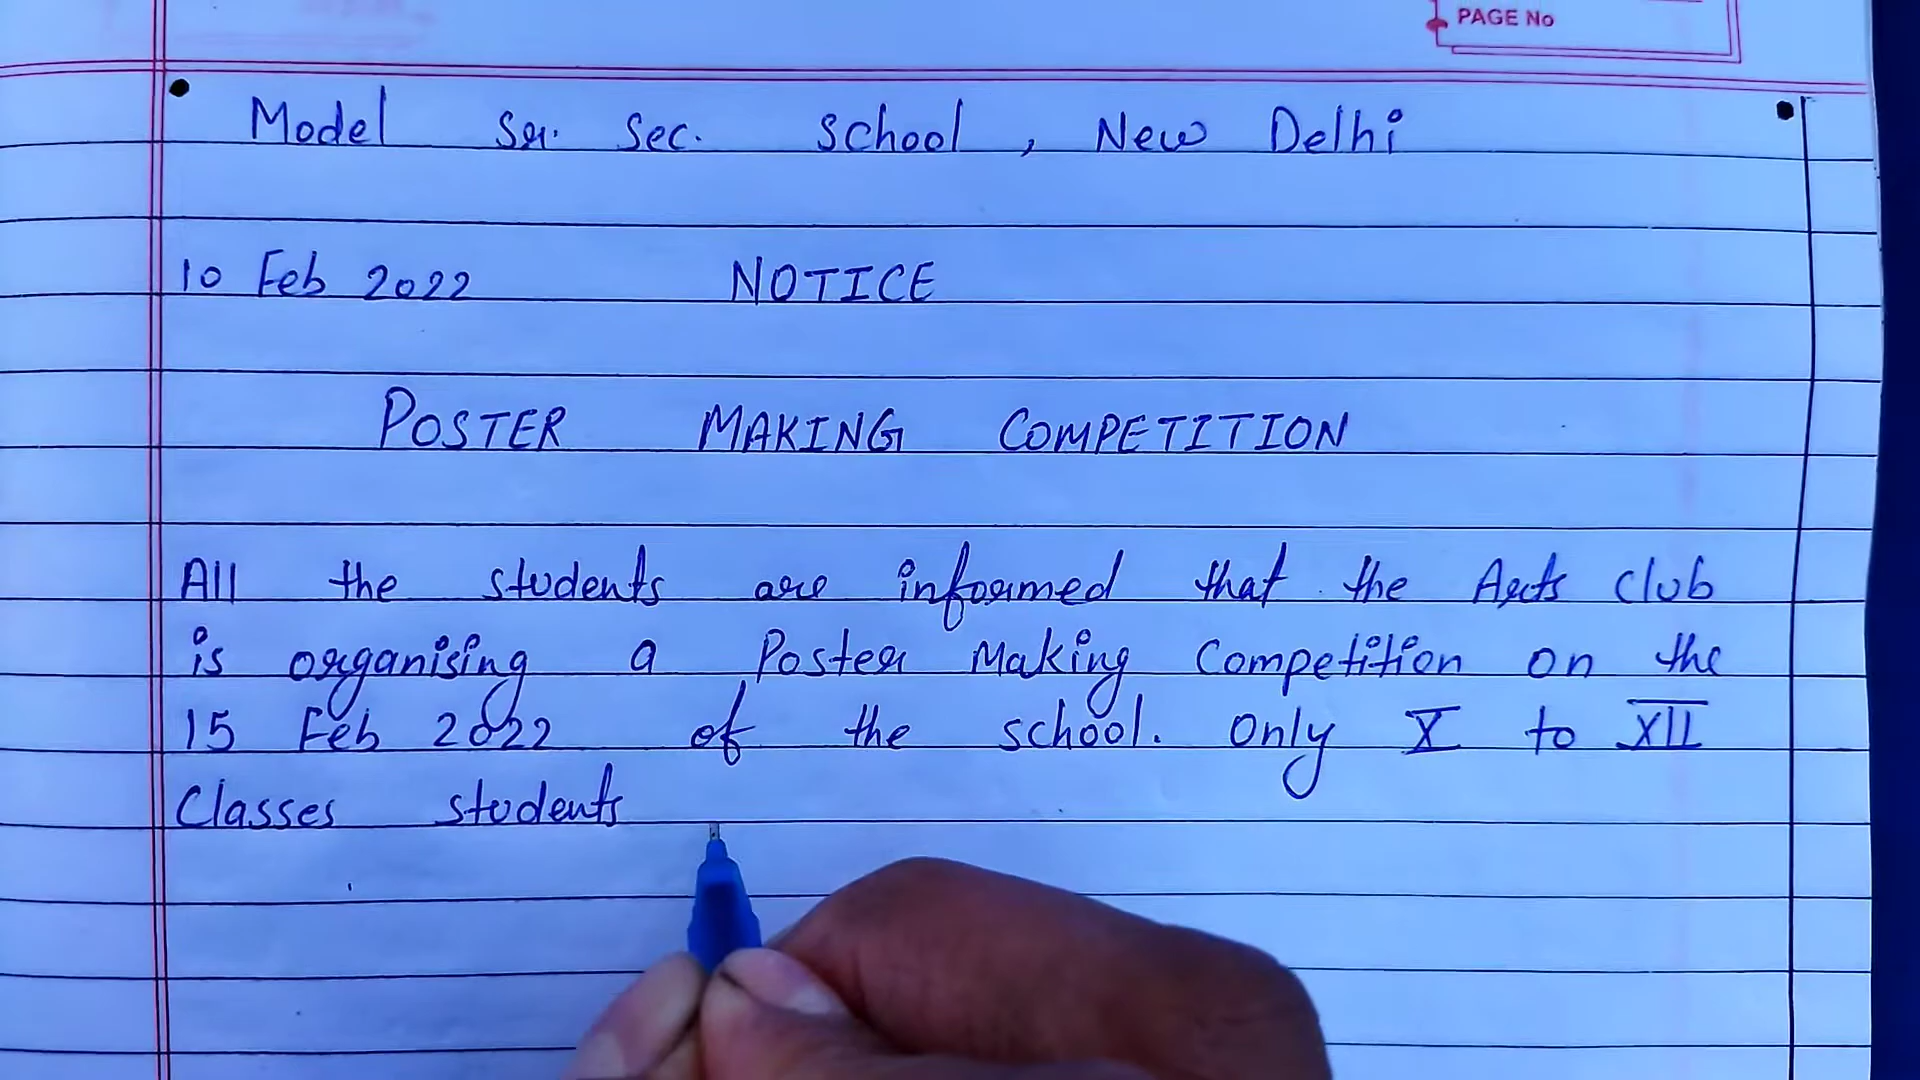 PAGE No
Model Sr. Sec. School, New Delhi
10 Feb 2022 NOTICE
POSTER MAKING COMPETITION
All the students are informed that the Arts Club
is organising a Poster Making Competition on the
15 Feb 2022 of the school. Only X to XII
Classes students